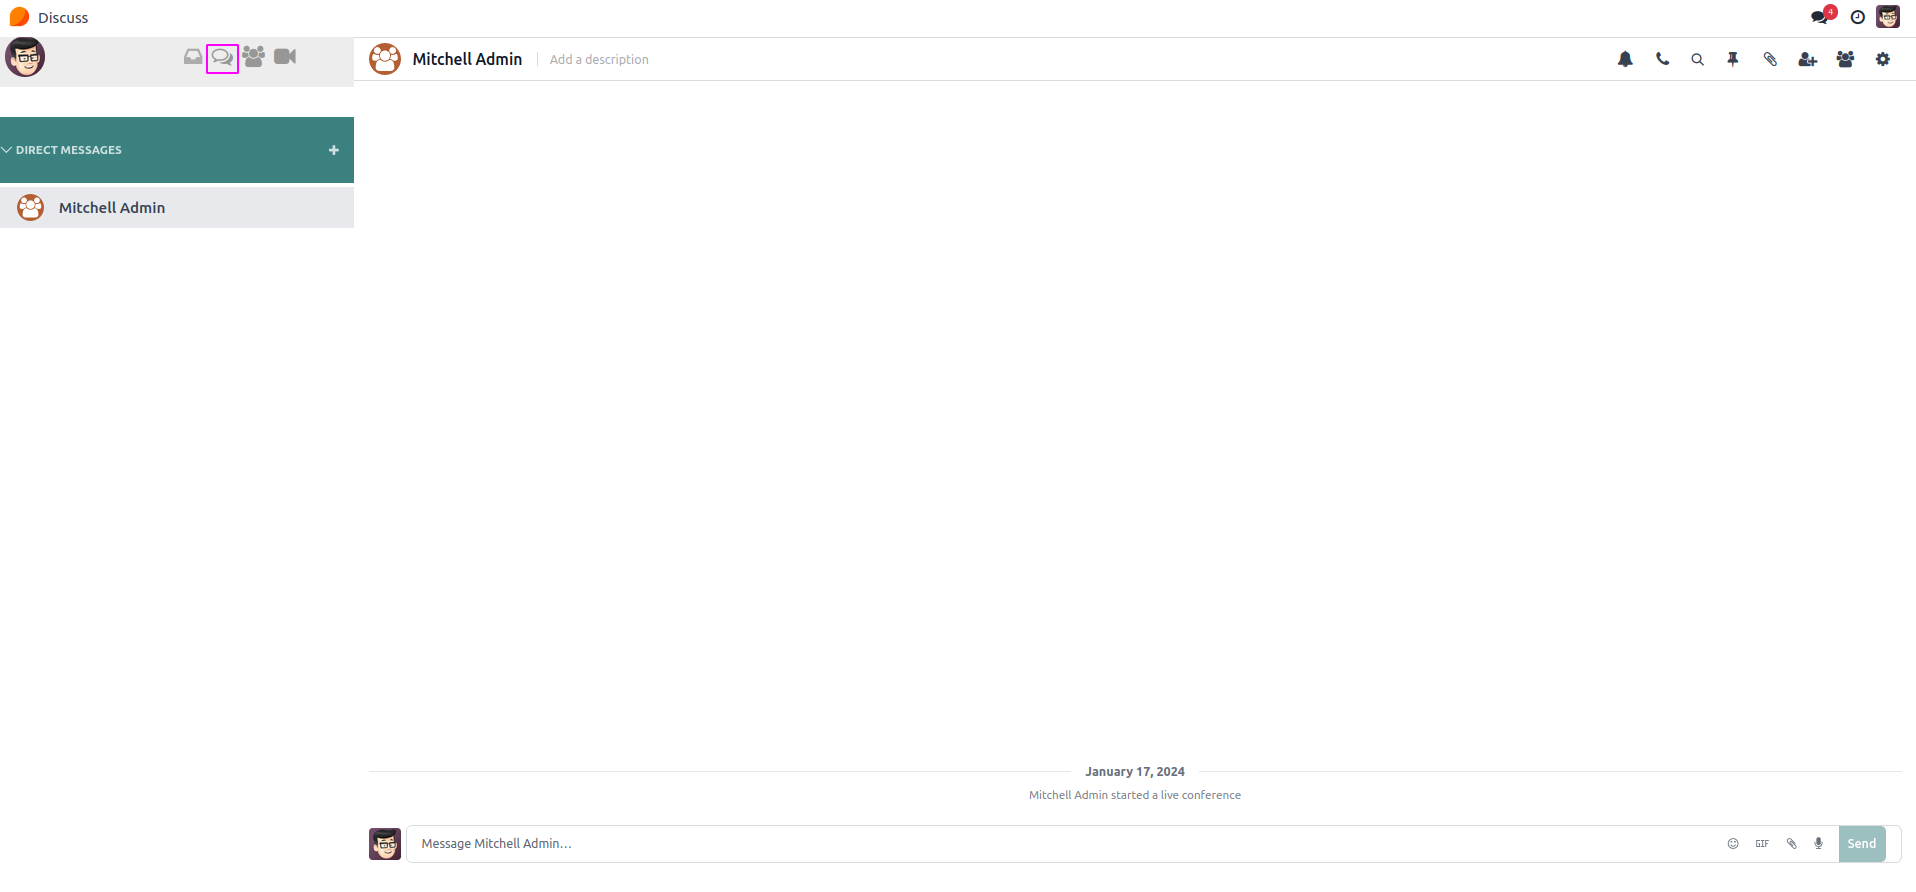 Discuss
4
Mitchell Admin
Add a description
DIRECT MESSAGES
Mitchell Admin
January 17, 2024
Mitchell Admin started a live conference
Message Mitchell Admin...
GIF
Send